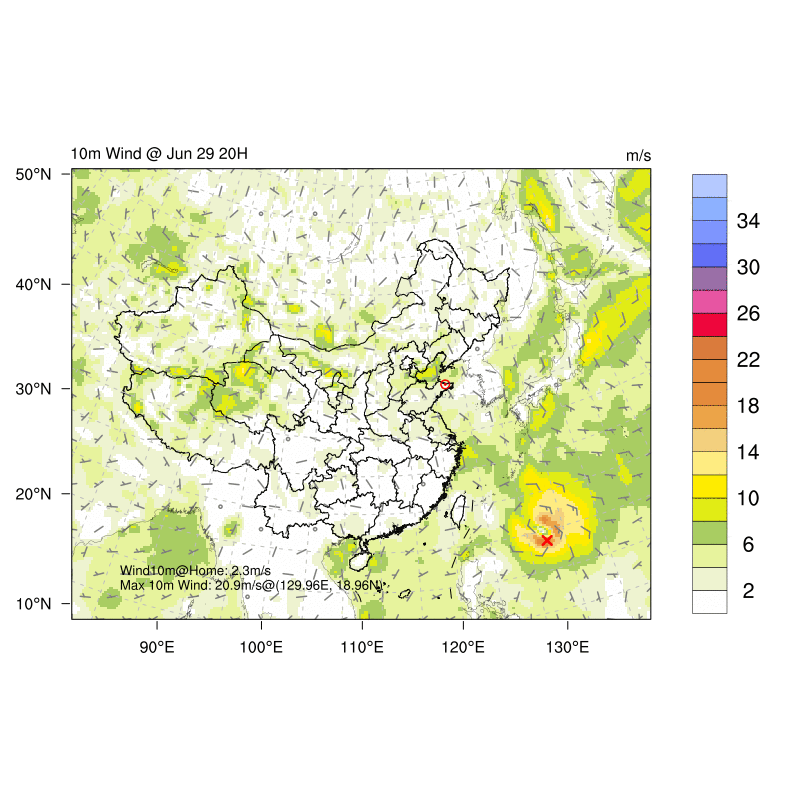 10m Wind @ Jun 29 20H
m/s
50°N
40°N
30°N
20°N
10°N
90°E
100°E
110°E
120°E
130°E
Wind10m@Home: 2.3m/s
Max 10m Wind: 20.9m/s@(129.96E, 18.96N)
34
30
26
22
18
14
10
6
2